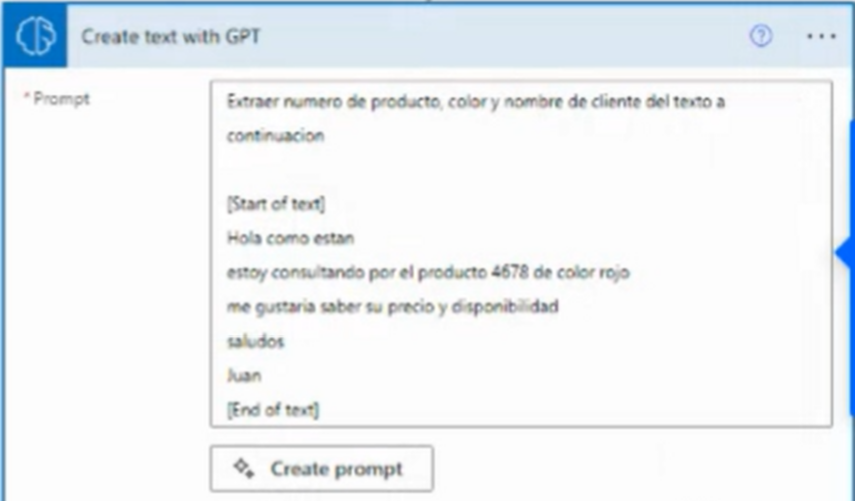 Create text with GPT
* Prompt
Extraer numero de producto, color y nombre de cliente del texto a
continuacion
[Start of text]
Hola como estan
estoy consultando por el producto 4678 de color rojo
me gustaria saber su precio y disponibilidad
saludos
Juan
[End of text]
Create prompt